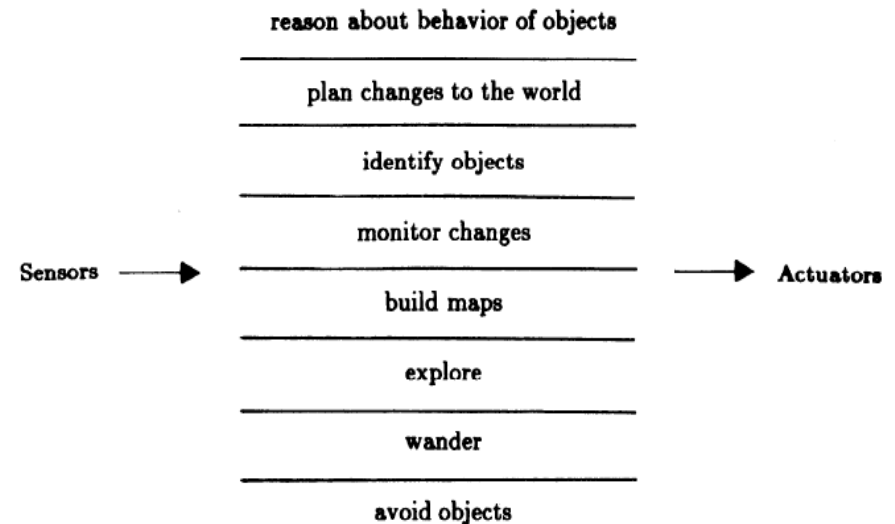 reason about behavior of objects
plan changes to the world
identify objects
monitor changes
Sensors
Actuators
build maps
explore
wander
avoid objects